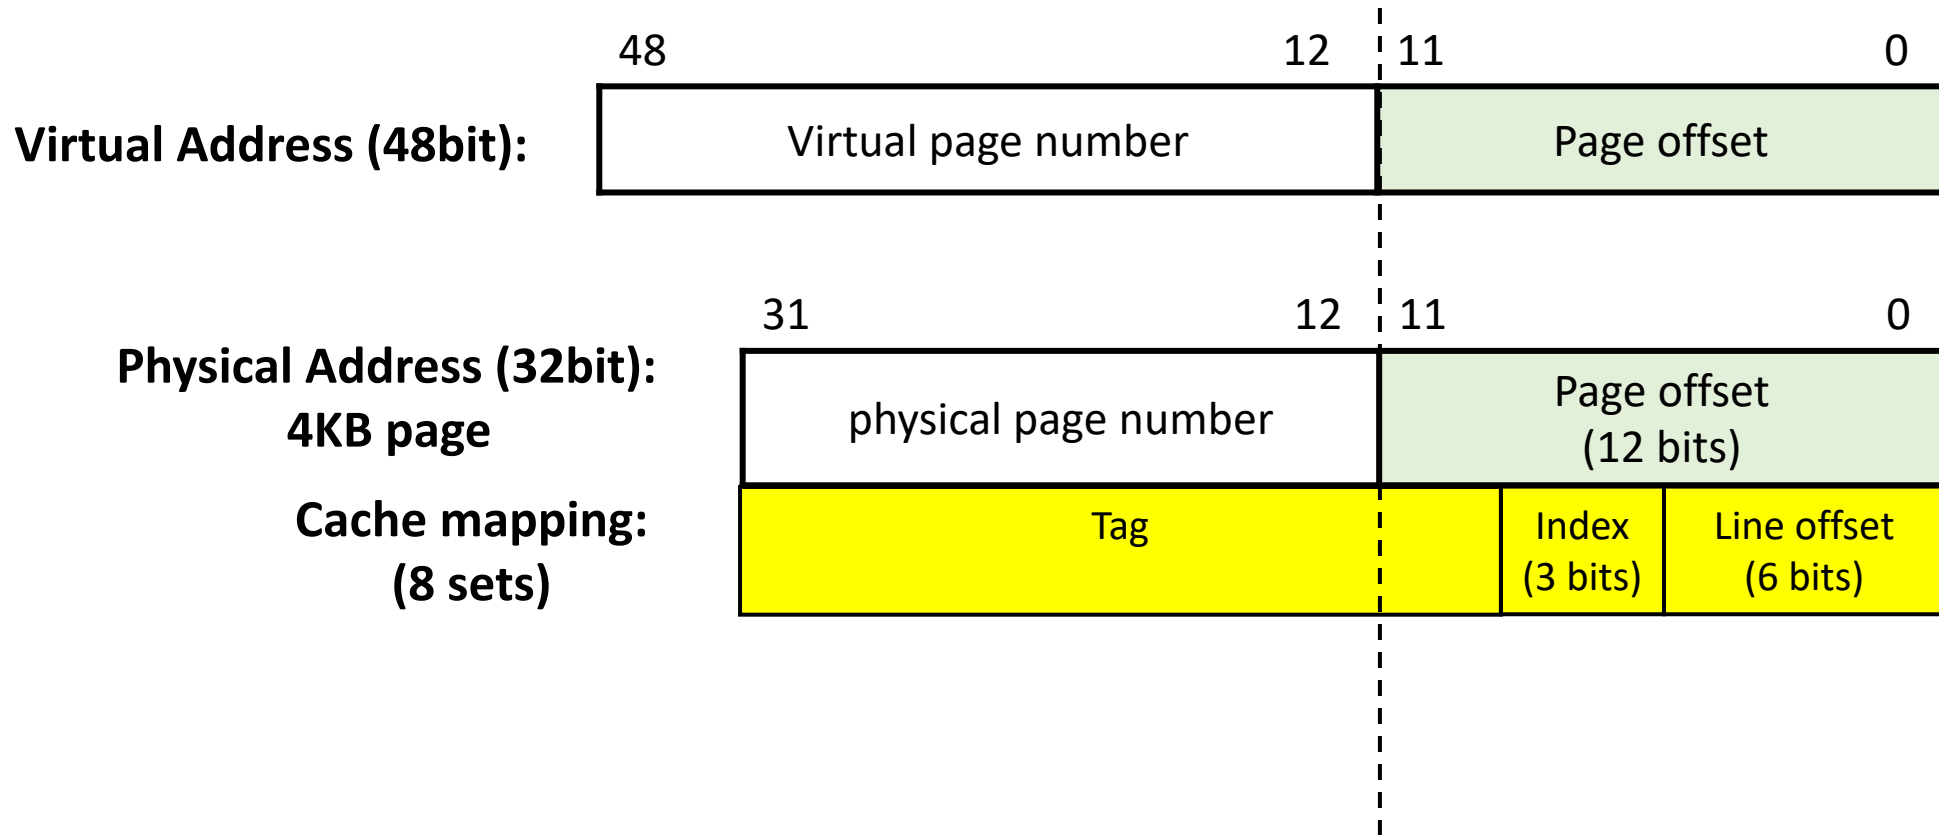 48 12 11 0
Virtual Address (48bit):
Virtual page number
Page offset
31 12 11 0
Physical Address (32bit):
4KB page
physical page number
Page offset
(12 bits)
Cache mapping:
(8 sets)
Tag
Index
(3 bits)
Line offset
(6 bits)